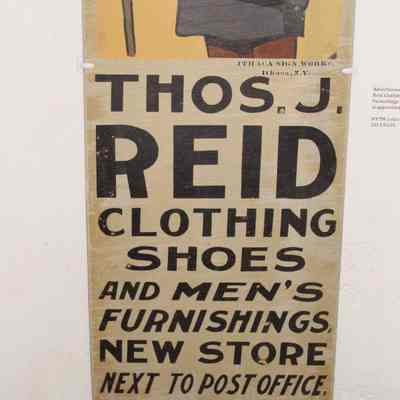 ITHACA SIGN WORKS,
Ithaca, N.Y.
THOS. J.
REID
CLOTHING
SHOES
AND MEN'S
FURNISHINGS,
NEW STORE
NEXT TO POST OFFICE.